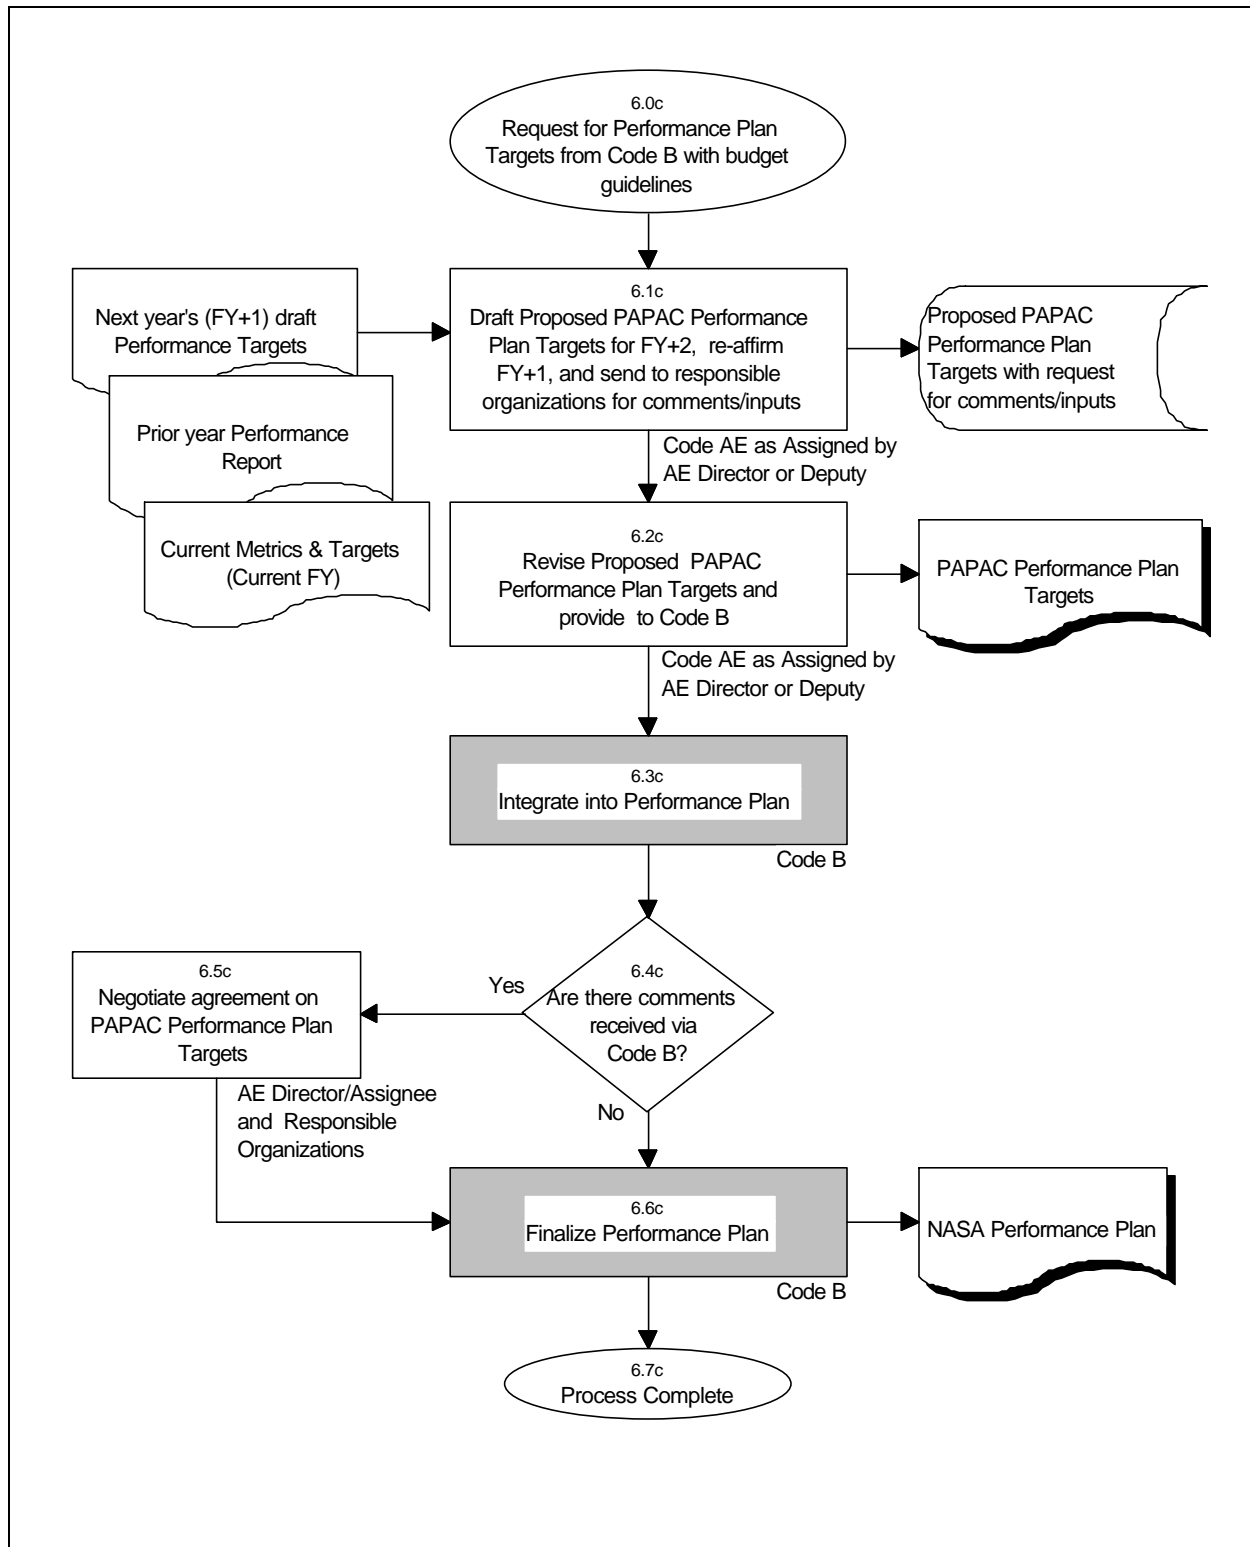 6.0c
Request for Performance Plan
Targets from Code B with budget
guidelines
Next year's (FY+1) draft
Performance Targets
Prior year Performance
Report
Current Metrics & Targets
(Current FY)
6.1c
Draft Proposed PAPAC Performance
Plan Targets for FY+2, re-affirm
FY+1, and send to responsible
organizations for comments/inputs
Proposed PAPAC
Performance Plan
Targets with request
for comments/inputs
Code AE as Assigned by
AE Director or Deputy
6.2c
Revise Proposed PAPAC
Performance Plan Targets and
provide to Code B
PAPAC Performance Plan
Targets
Code AE as Assigned by
AE Director or Deputy
6.3c
Integrate into Performance Plan
Code B
6.4c
Are there comments
received via
Code B?
Yes
6.5c
Negotiate agreement on
PAPAC Performance Plan
Targets
AE Director/Assignee
and Responsible
Organizations
No
6.6c
Finalize Performance Plan
Code B
NASA Performance Plan
6.7c
Process Complete